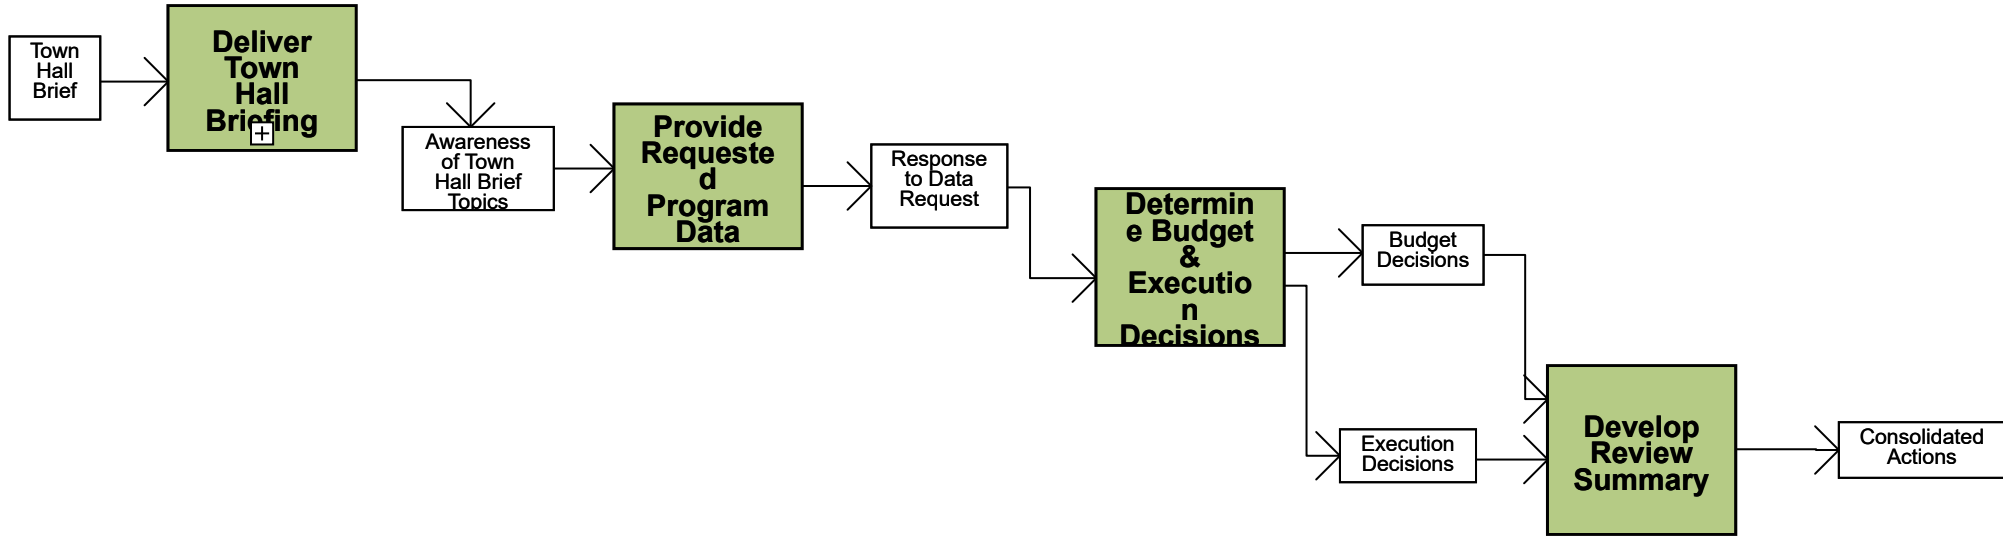 Town
Hall
Brief
Deliver
Town
Hall
Briefing
Awareness
of Town
Hall Brief
Topics
Provide
Requeste
d
Program
Data
Response
to Data
Request
Determin
e Budget
&
Executio
n
Decisions
Budget
Decisions
Execution
Decisions
Develop
Review
Summary
Consolidated
Actions